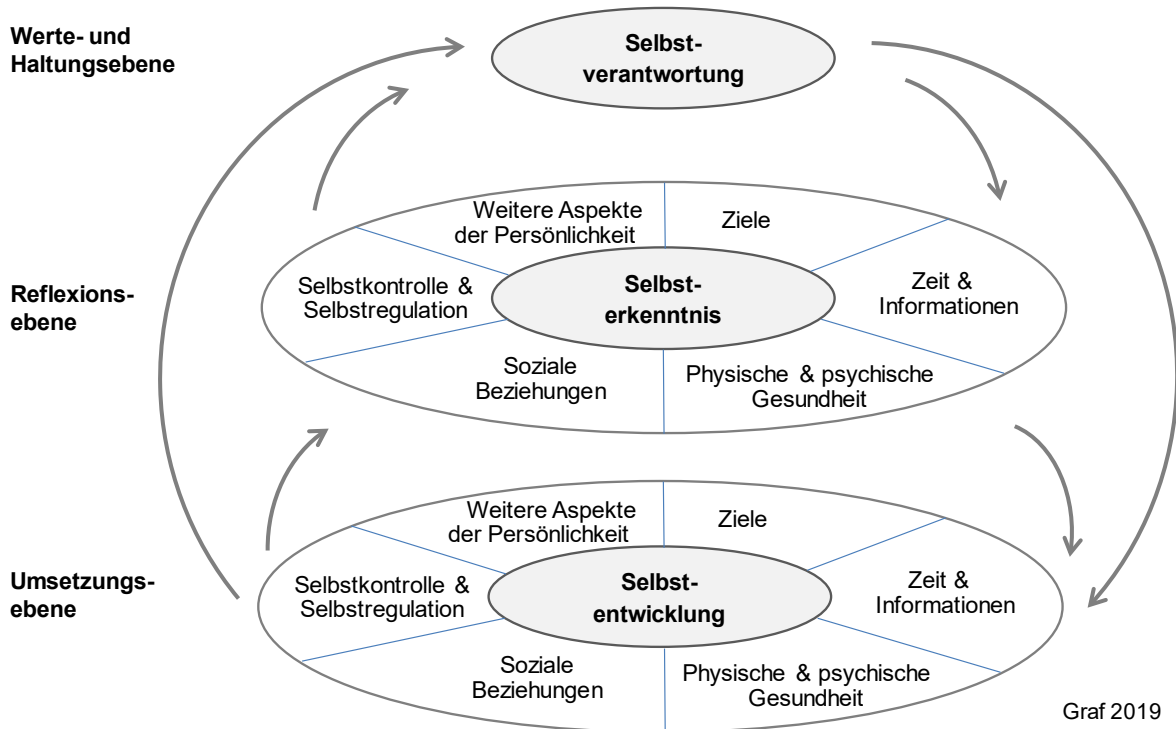 Werte- und
Haltungsebene
Selbst-
verantwortung
Weitere Aspekte
der Persönlichkeit
Ziele
Reflexions-
ebene
Selbstkontrolle &
Selbstregulation
Selbst-
erkenntnis
Zeit &
Informationen
Soziale
Beziehungen
Physische & psychische
Gesundheit
Weitere Aspekte
der Persönlichkeit
Ziele
Umsetzungs-
ebene
Selbstkontrolle &
Selbstregulation
Selbst-
entwicklung
Zeit &
Informationen
Soziale
Beziehungen
Physische & psychische
Gesundheit
Graf 2019